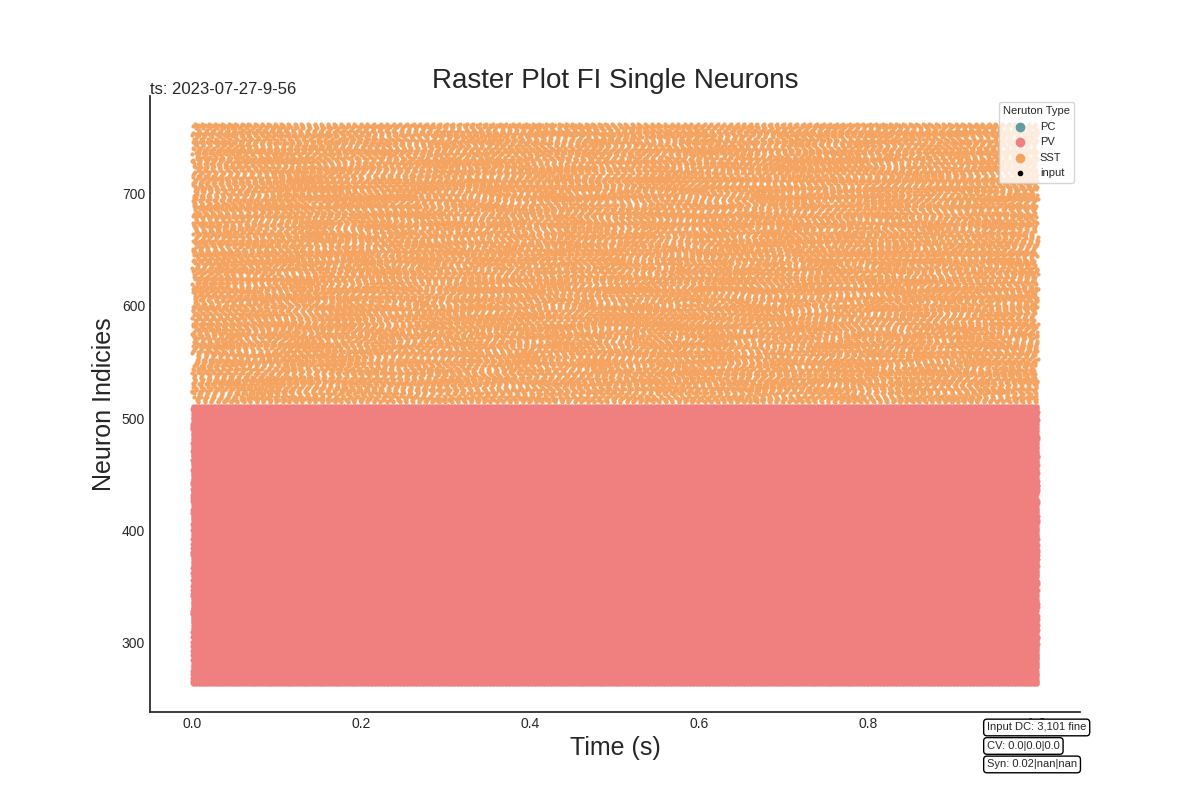 Raster Plot FI Single Neurons
ts: 2023-07-27-9-56
Neruton Type
PC
PV
SST
input
700
600
500
400
300
Neuron Indicies
0.0 0.2 0.4 0.6 0.8
Time (s)
Input DC: 3,101 fine
CV: 0.0|0.0|0.0
Syn: 0.02|nan|nan